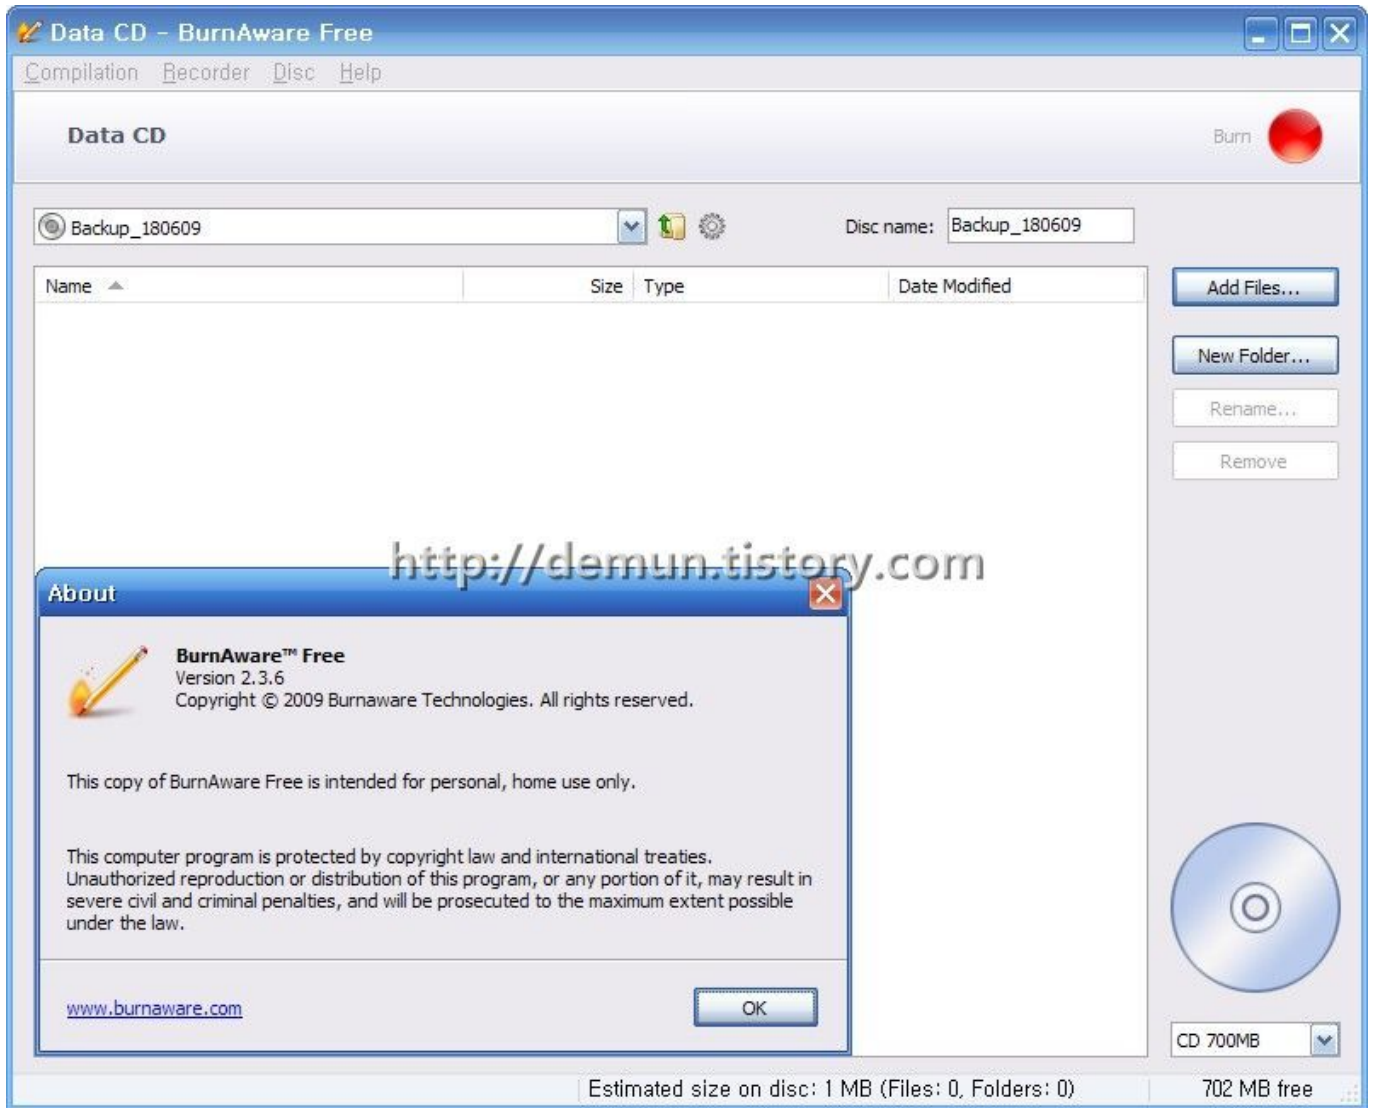 Data CD - BurnAware Free
Compilation Recorder Disc Help
Data CD
Burn
Backup_180609
Disc name: Backup_180609
Name Size Type Date Modified
Add Files...
New Folder...
Rename...
Remove
http://demun.tistory.com
About
BurnAware™ Free
Version 2.3.6
Copyright © 2009 Burnaware Technologies. All rights reserved.
This copy of BurnAware Free is intended for personal, home use only.
This computer program is protected by copyright law and international treaties.
Unauthorized reproduction or distribution of this program, or any portion of it, may result in
severe civil and criminal penalties, and will be prosecuted to the maximum extent possible
under the law.
www.burnaware.com
OK
CD 700MB
Estimated size on disc: 1 MB (Files: 0, Folders: 0)
702 MB free